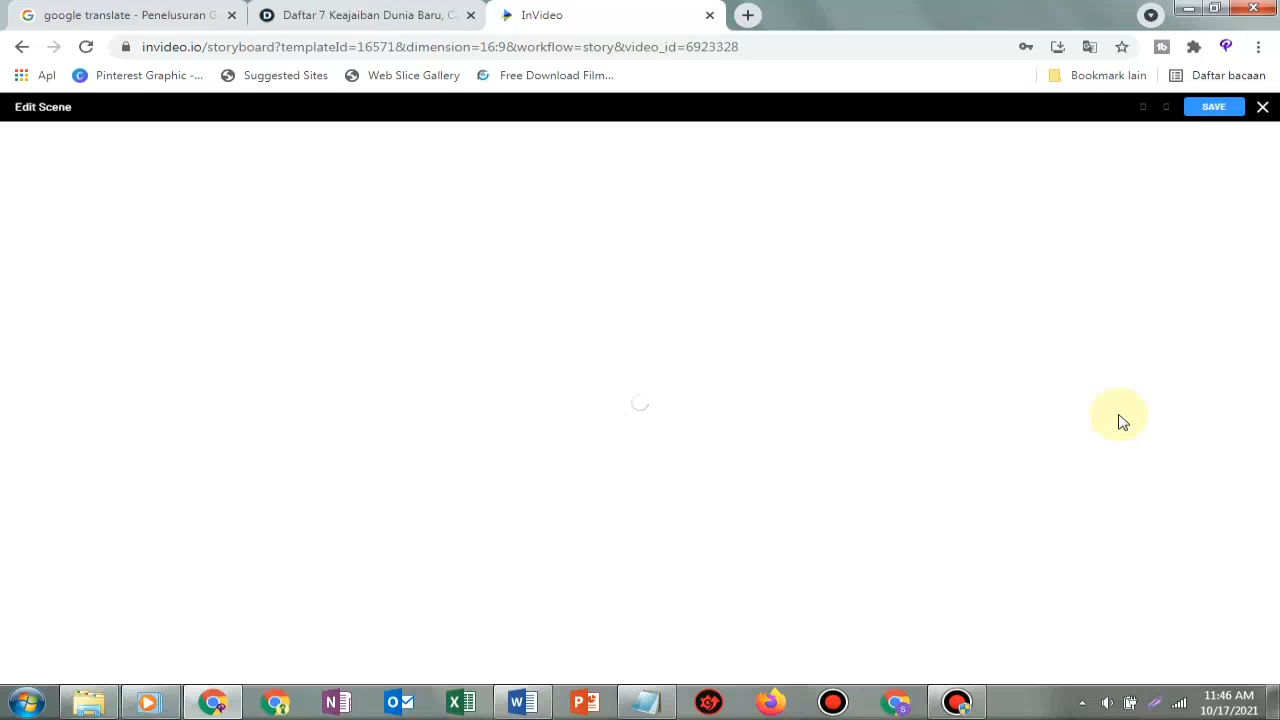 google translate - Penelusuran G
Daftar 7 Keajaiban Dunia Baru, C
InVideo
invideo.io/storyboard?templateId=16571&dimension=16:9&workflow=story&video_id=6923328
Apl
Pinterest Graphic -...
Suggested Sites
Web Slice Gallery
Free Download Film...
Bookmark lain
Daftar bacaan
Edit Scene
SAVE
11:46 AM
10/17/2021